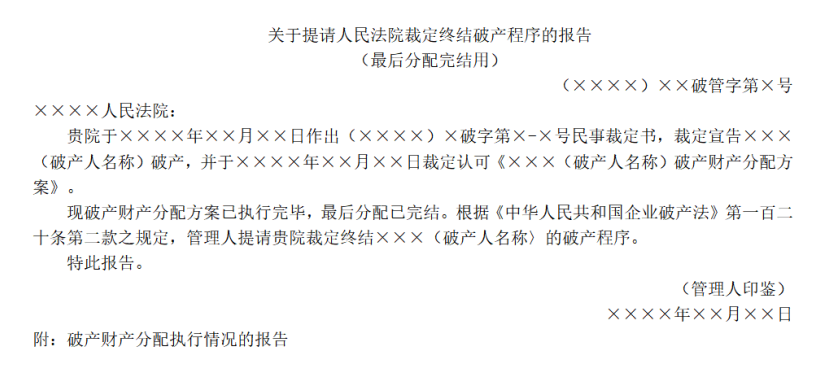 关于提请人民法院裁定终结破产程序的报告
（最后分配完结用）
（××××）××破管字第×号
××××人民法院：
贵院于××××年××月××日作出（××××）×破字第×-×号民事裁定书，裁定宣告×××
（破产人名称）破产，并于××××年××月××日裁定认可《×××（破产人名称）破产财产分配方
案》。
现破产财产分配方案已执行完毕，最后分配已完结。根据《中华人民共和国企业破产法》第一百二
十条第二款之规定，管理人提请贵院裁定终结×××（破产人名称〉的破产程序。
特此报告。
（管理人印鉴）
××××年××月××日
附：破产财产分配执行情况的报告